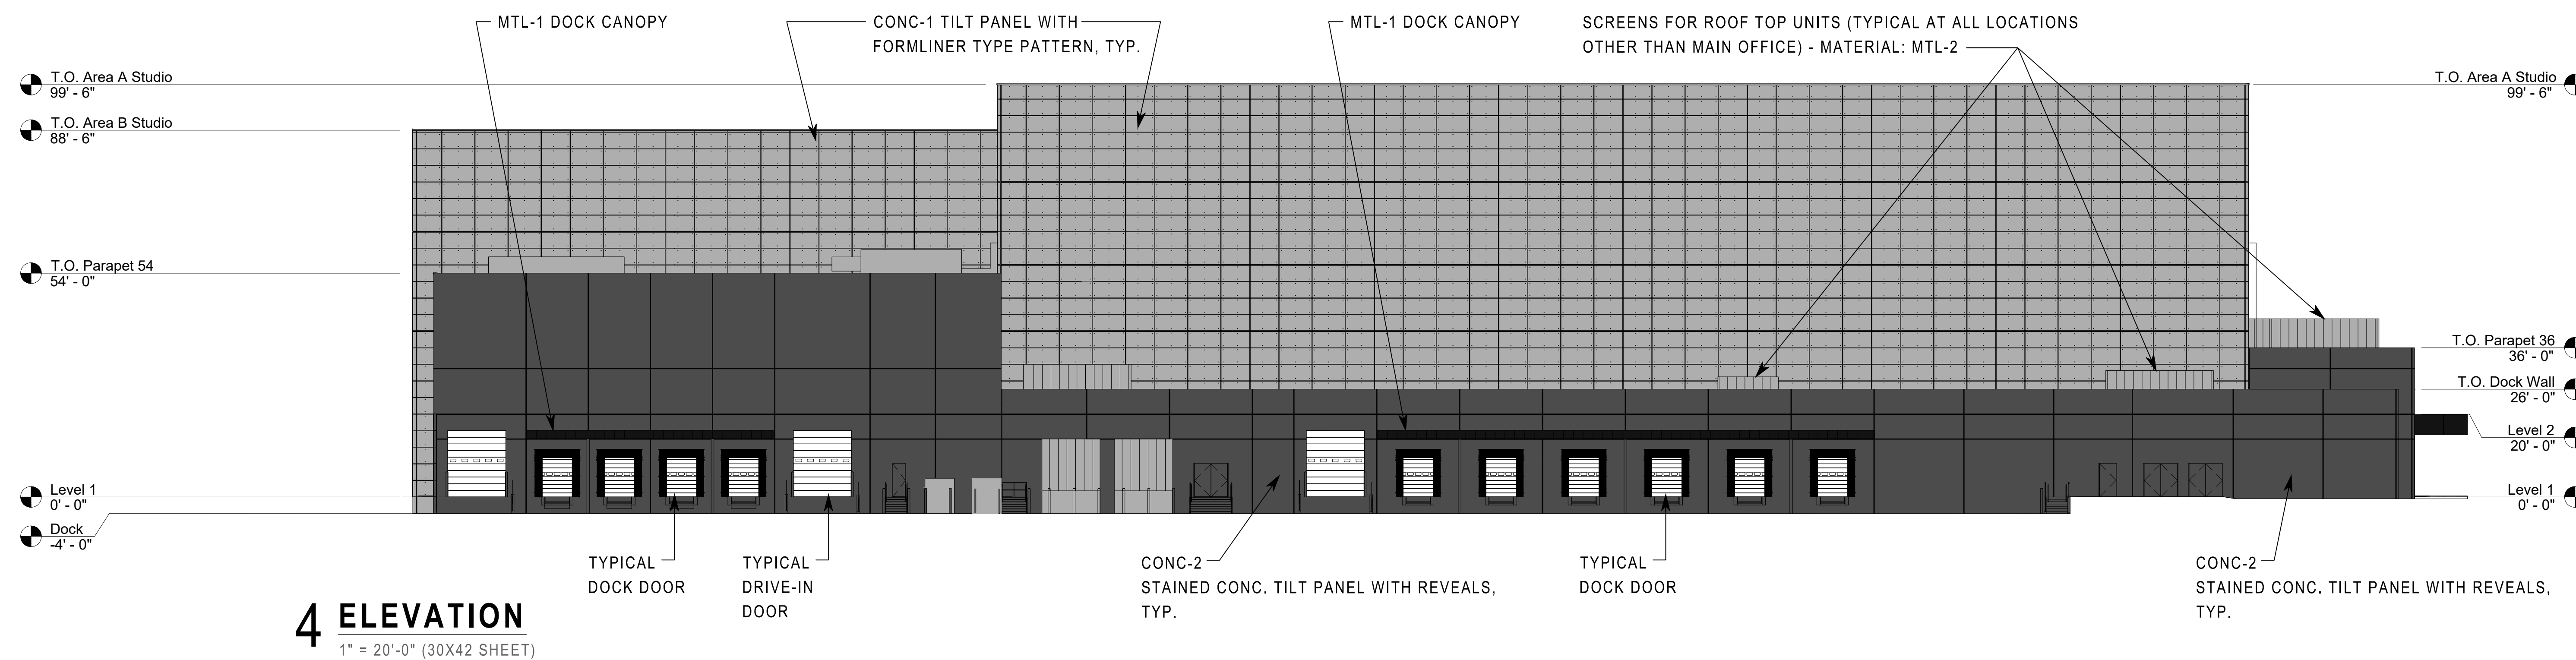 MTL-1 DOCK CANOPY
CONC-1 TILT PANEL WITH
FORMLINER TYPE PATTERN, TYP.
MTL-1 DOCK CANOPY
SCREENS FOR ROOF TOP UNITS (TYPICAL AT ALL LOCATIONS
OTHER THAN MAIN OFFICE) - MATERIAL: MTL-2
T.O. Area A Studio
99' - 6"
T.O. Area B Studio
88' - 6"
T.O. Parapet 54
54' - 0"
Level 1
0' - 0"
Dock
-4' - 0"
T.O. Area A Studio
99' - 6"
T.O. Parapet 36
36' - 0"
T.O. Dock Wall
26' - 0"
Level 2
20' - 0"
Level 1
0' - 0"
TYPICAL
DOCK DOOR
TYPICAL
DRIVE-IN
DOOR
CONC-2
STAINED CONC. TILT PANEL WITH REVEALS,
TYP.
TYPICAL
DOCK DOOR
CONC-2
STAINED CONC. TILT PANEL WITH REVEALS,
TYP.
4 ELEVATION
1" = 20'-0" (30X42 SHEET)